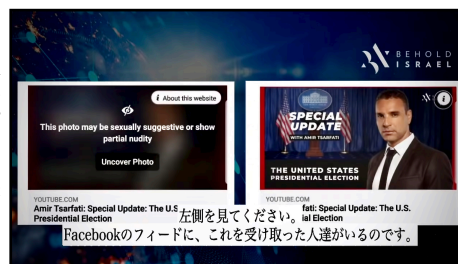 BEHOLD
ISRAEL
About this website
This photo may be sexually suggestive or show
partial nudity
Uncover Photo
YOUTUBE.COM
Amir Tsarfati: Special Update: The U.S.
Presidential Election
SPECIAL
UPDATE
WITH AMIR TSARFATI
THE UNITED STATES
PRESIDENTIAL ELECTION
YOUTUBE.COM
fati: Special Update: The U.S.
ial Election
左側を見てください。
Facebookのフィードに、これを受け取った人達がいるのです。